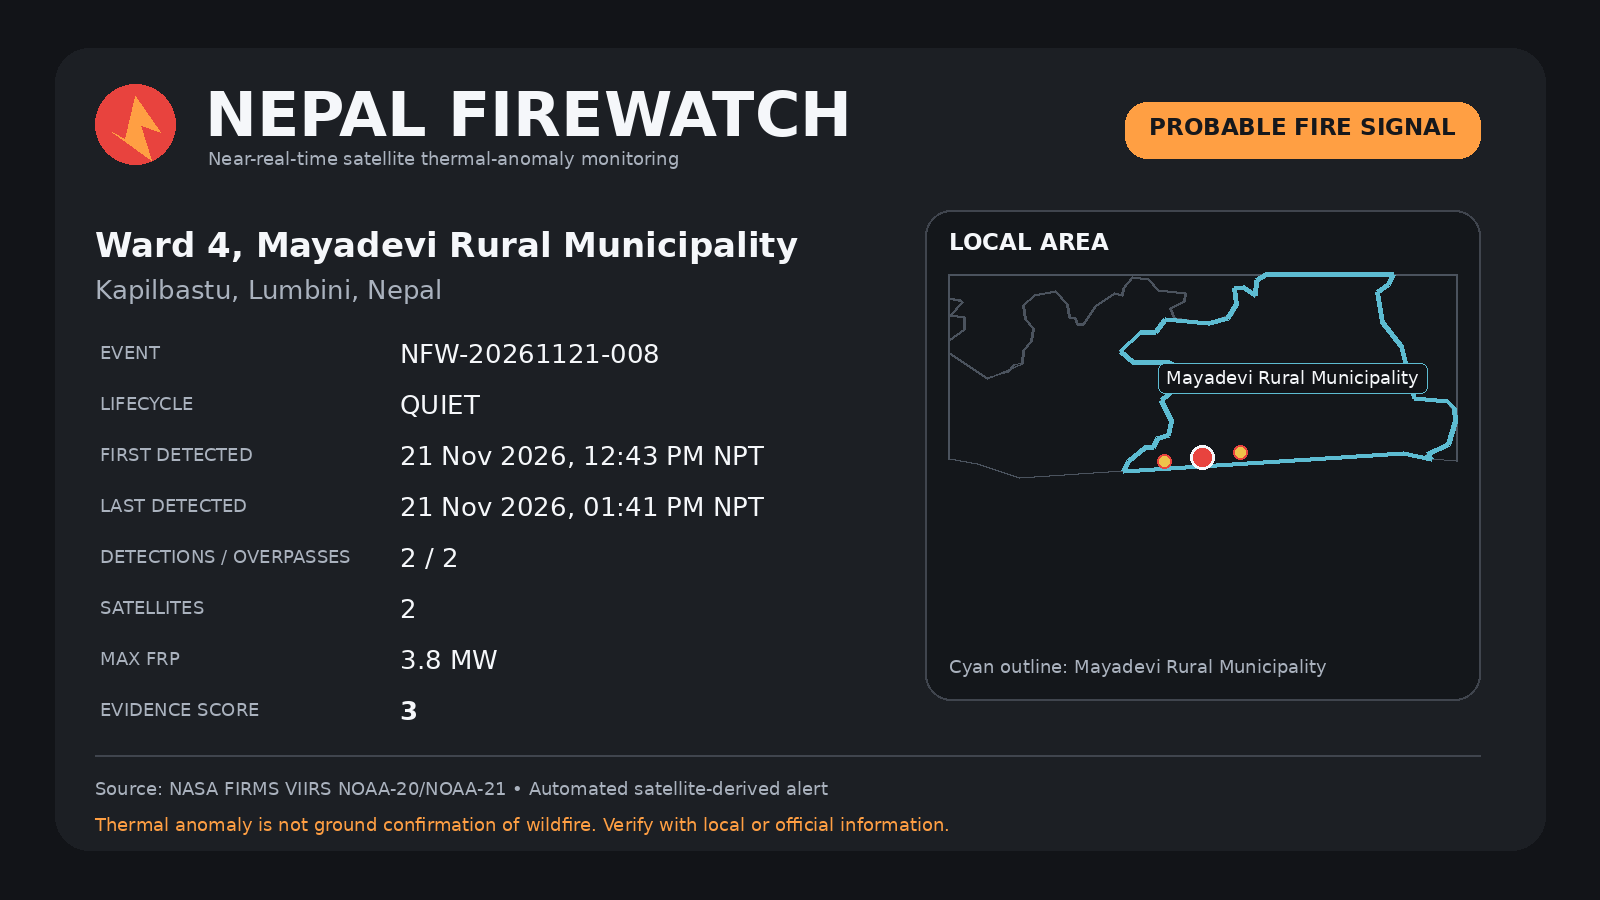 NEPAL FIREWATCH
Near-real-time satellite thermal-anomaly monitoring
PROBABLE FIRE SIGNAL
Ward 4, Mayadevi Rural Municipality
Kapilbastu, Lumbini, Nepal
EVENT NFW-20261121-008
LIFECYCLE QUIET
FIRST DETECTED 21 Nov 2026, 12:43 PM NPT
LAST DETECTED 21 Nov 2026, 01:41 PM NPT
DETECTIONS / OVERPASSES 2 / 2
SATELLITES 2
MAX FRP 3.8 MW
EVIDENCE SCORE 3
LOCAL AREA
Mayadevi Rural Municipality
Cyan outline: Mayadevi Rural Municipality
Source: NASA FIRMS VIIRS NOAA-20/NOAA-21 • Automated satellite-derived alert
Thermal anomaly is not ground confirmation of wildfire. Verify with local or official information.